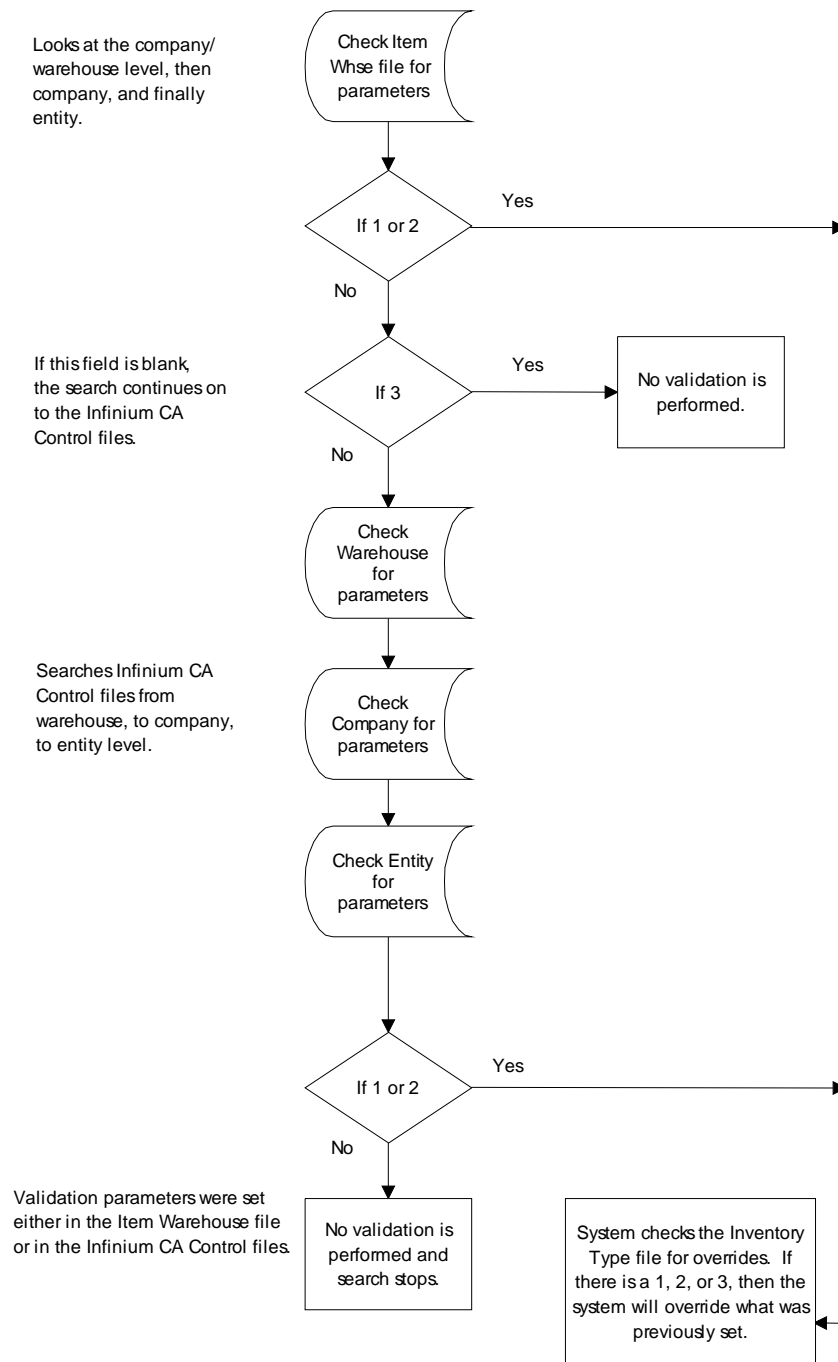 Looks at the company/
warehouse level, then
company, and finally
entity.
Check Item
Whse file for
parameters
If 1 or 2
Yes
No
If this field is blank,
the search continues on
to the Infinium CA
Control files.
If 3
Yes
No validation is
performed.
No
Check
Warehouse
for
parameters
Searches Infinium CA
Control files from
warehouse, to company,
to entity level.
Check
Company for
parameters
Check Entity
for
parameters
If 1 or 2
Yes
No
Validation parameters were set
either in the Item Warehouse file
or in the Infinium CA Control files.
No validation is
performed and
search stops.
System checks the Inventory
Type file for overrides. If
there is a 1, 2, or 3, then the
system will override what was
previously set.